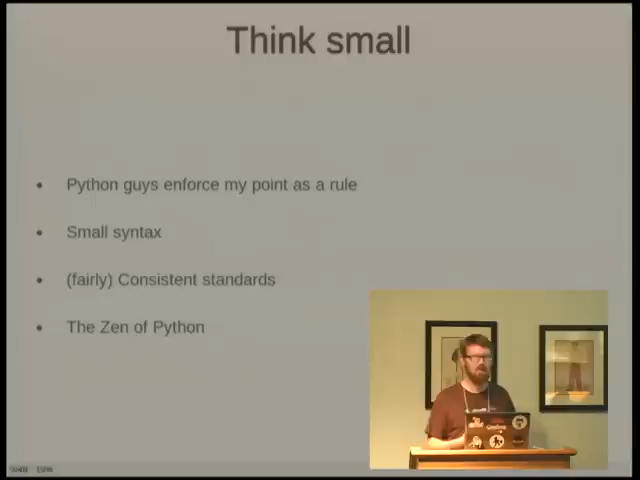 Think small
Python guys enforce my point as a rule
Small syntax
(fairly) Consistent standards
The Zen of Python